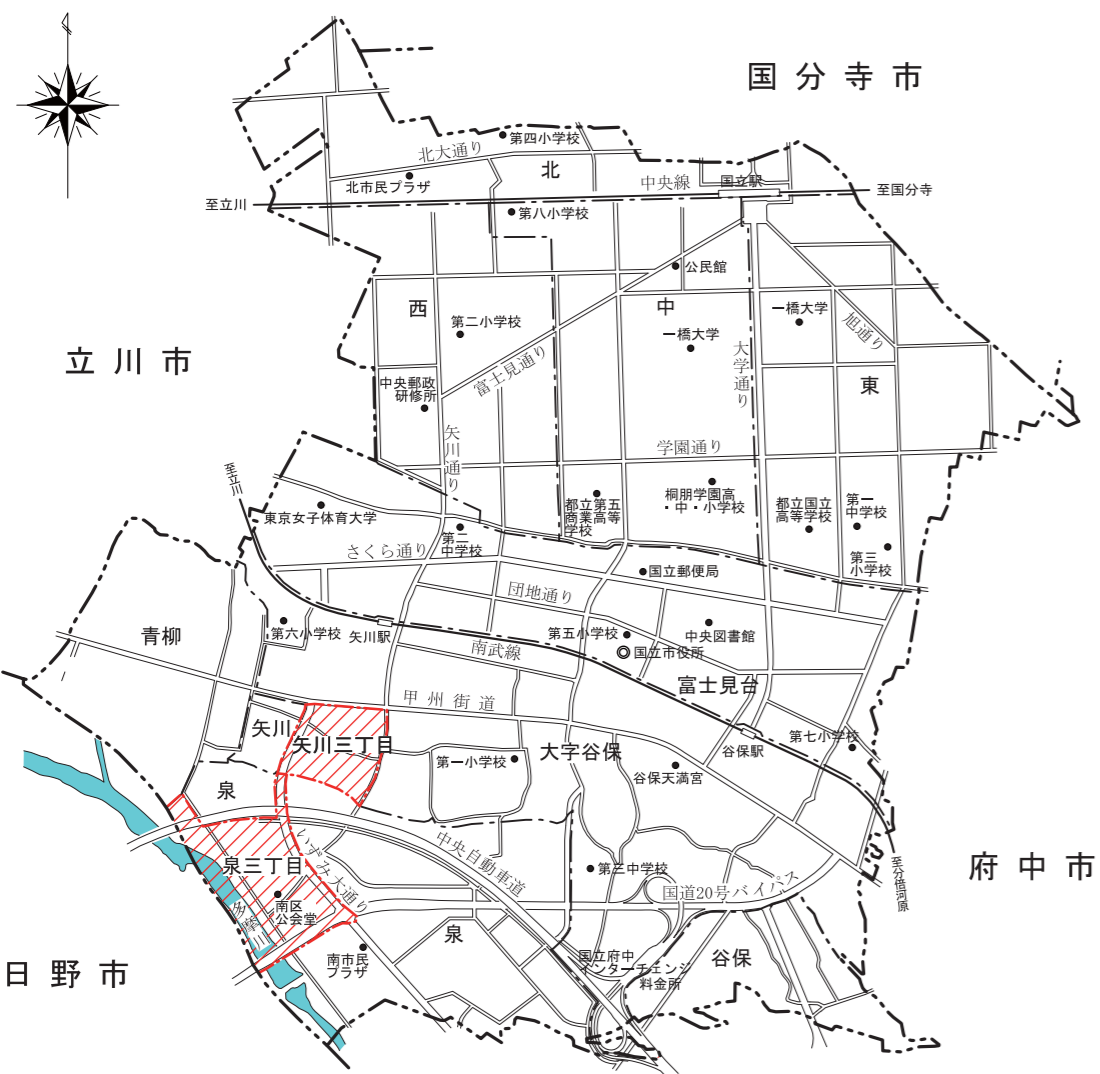 国分寺市
第四小学校
北大通り
北
北市民プラザ
中央線
国立駅
至国分寺
至立川
第八小学校
公民館
西
中
一橋大学
第二小学校
一橋大学
旭通り
立川市
富士見通り
大学通り
中央郵政
研修所
東
矢川通り
学園通り
至立川
桐朋学園高
・中・小学校
都立第五
商業高等
学校
都立国立
高等学校
第一
中学校
東京女子体育大学
第二
中学校
さくら通り
第三
小学校
国立郵便局
団地通り
青柳
第六小学校
矢川駅
第五小学校
中央図書館
南武線
国立市役所
富士見台
甲州街道
矢川
矢川三丁目
第七小学校
谷保駅
大字谷保
第一小学校
谷保天満宮
泉
中央自動車道
いずみ大通り
泉三丁目
第三中学校
府中市
至分倍河原
国道20号バイパス
南区
公会堂
多摩川
泉
南市民
プラザ
国立府中
インターチェンジ
料金所
谷保
日野市